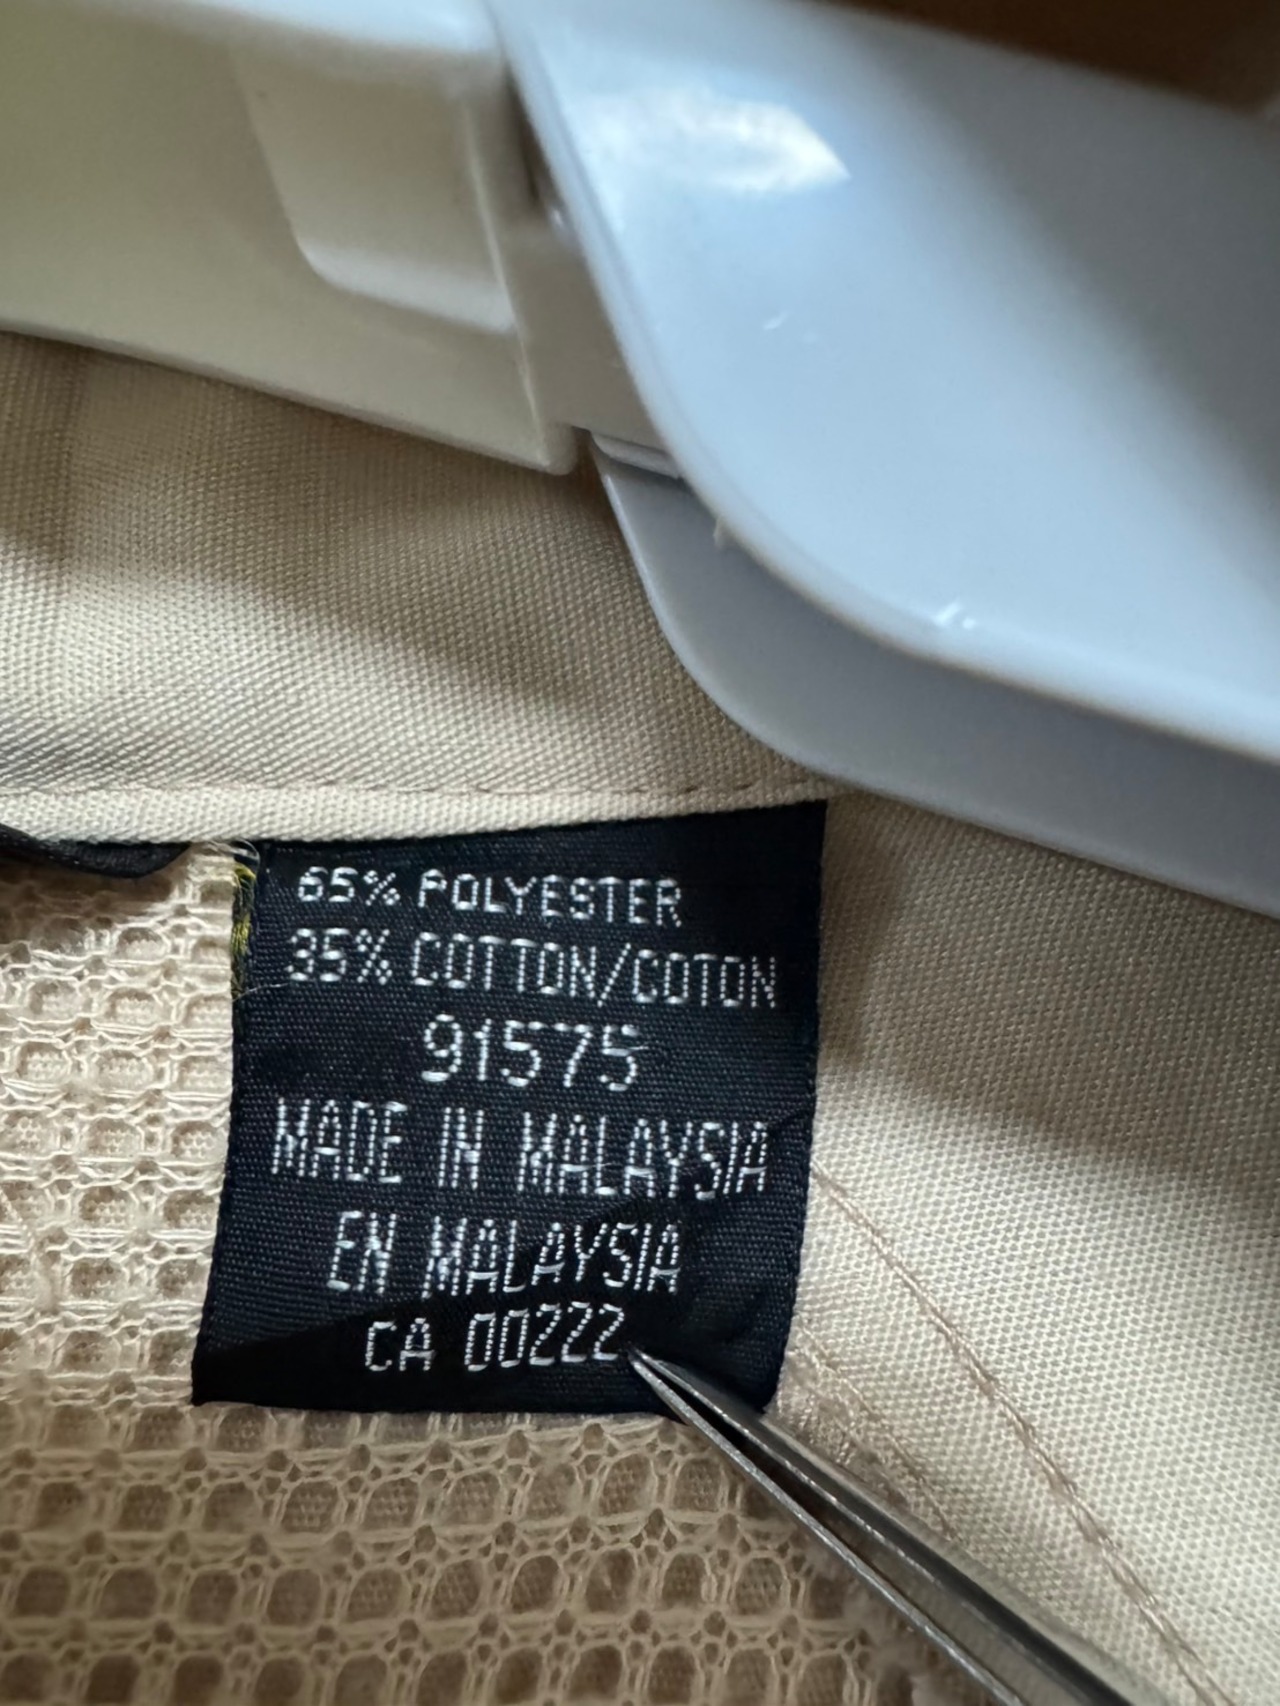 65% POLYESTER
35% COTTON/COTON
91575
MADE IN MALAYSIA
EN MALAYSIA
CA 00222